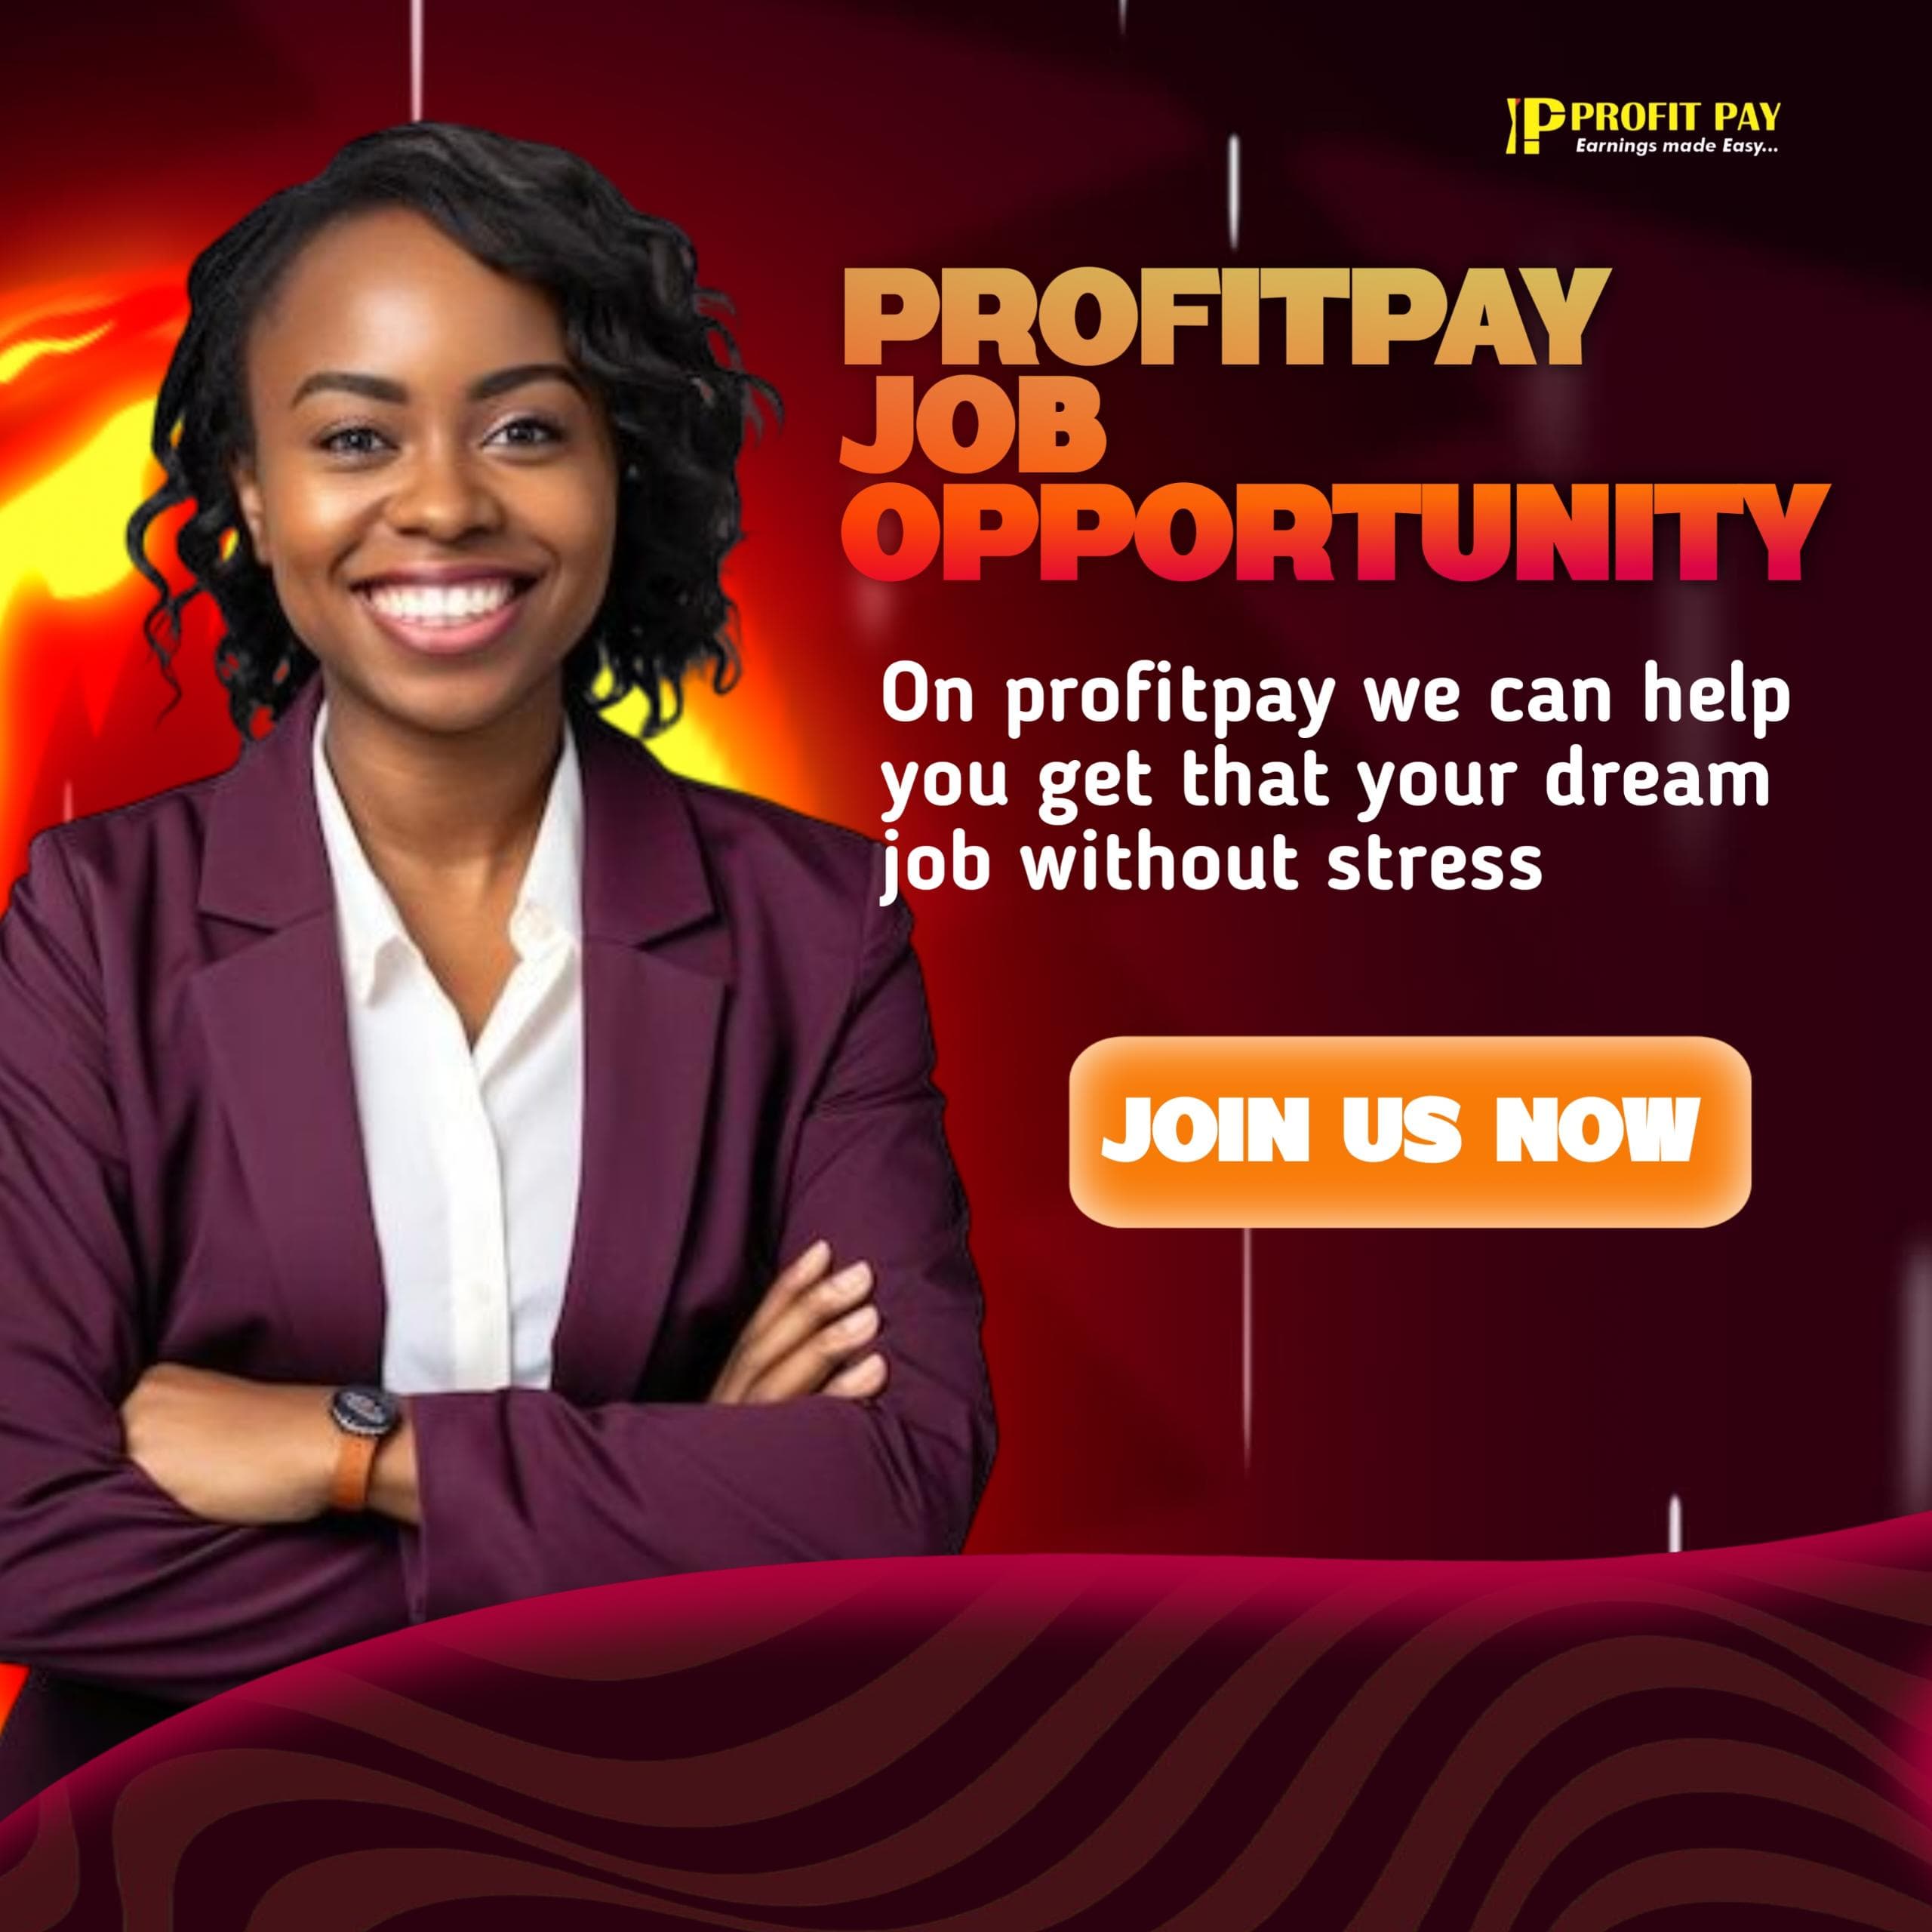 PROFIT PAY
Earnings made Easy...
PROFITPAY
JOB
OPPORTUNITY
On profitpay we can help
you get that your dream
job without stress
JOIN US NOW